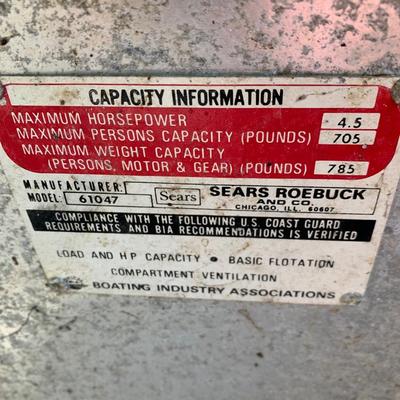 CAPACITY INFORMATION
MAXIMUM HORSEPOWER 4.5
MAXIMUM PERSONS CAPACITY (POUNDS) 705
MAXIMUM WEIGHT CAPACITY
(PERSONS, MOTOR & GEAR) (POUNDS) 785
MANUFACTURER:
MODEL: 61047 Sears SEARS ROEBUCK
AND CO.
CHICAGO, ILL. 60607
COMPLIANCE WITH THE FOLLOWING U.S. COAST GUARD
REQUIREMENTS AND BIA RECOMMENDATIONS IS VERIFIED
LOAD AND HP CAPACITY • BASIC FLOTATION
COMPARTMENT VENTILATION
BOATING INDUSTRY ASSOCIATIONS